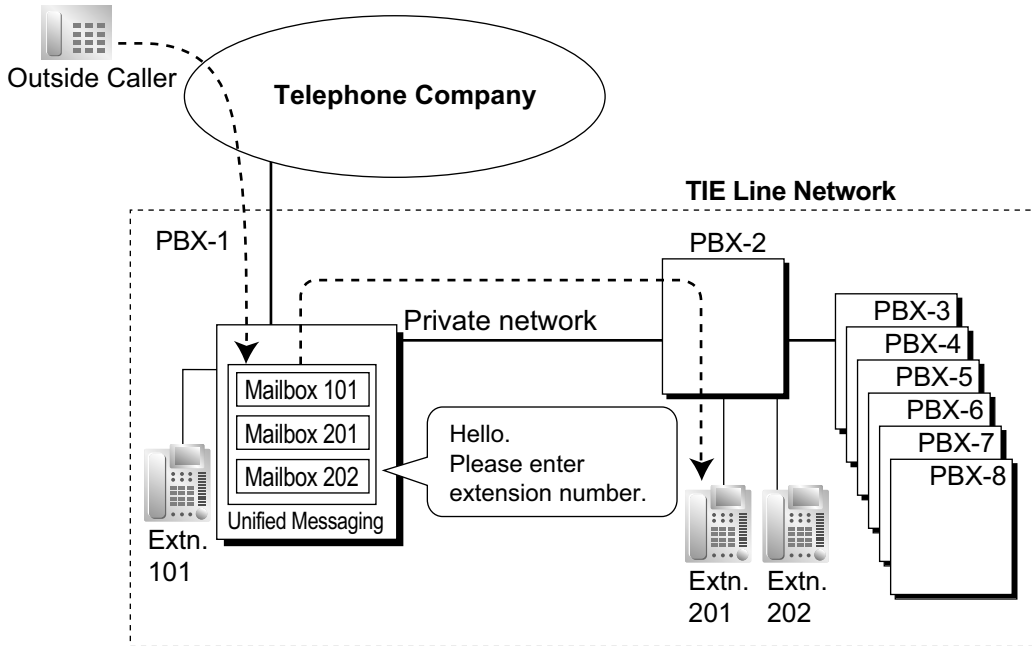 Outside Caller
Telephone Company
TIE Line Network
PBX-1
PBX-2
Private network
PBX-3
PBX-4
PBX-5
PBX-6
PBX-7
PBX-8
Mailbox 101
Mailbox 201
Mailbox 202
Unified Messaging
Hello.
Please enter
extension number.
Extn.
101
Extn.
201
Extn.
202